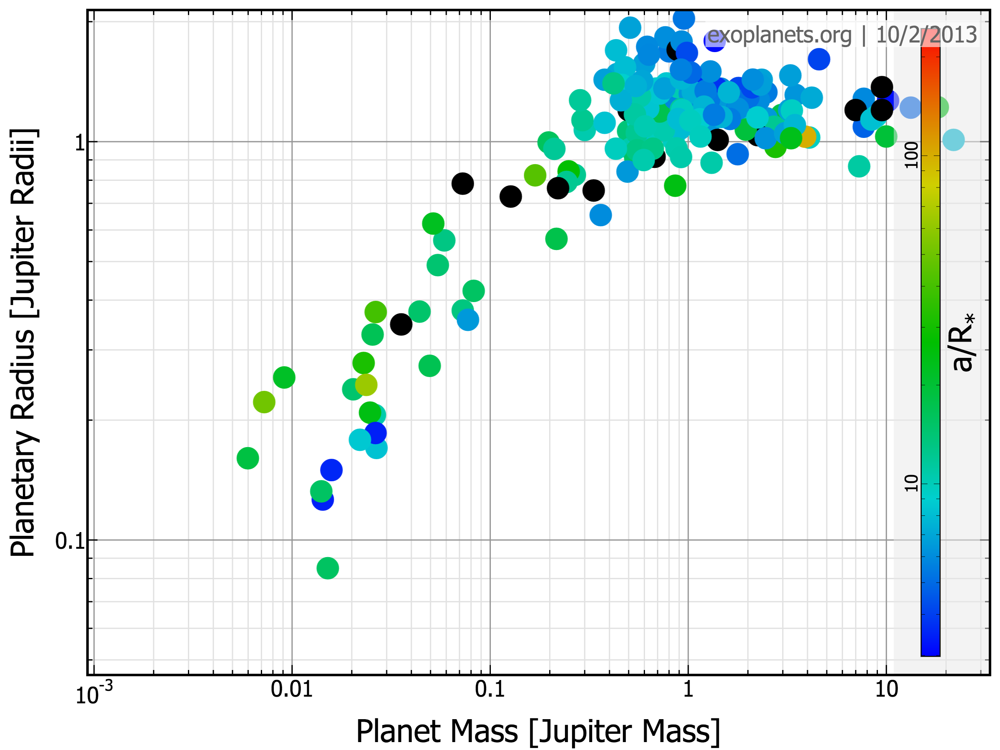 exoplanets.org | 10/2/2013
Planetary Radius [Jupiter Radii]
1
0.1
100
10
a/R*
10-3
0.01
0.1
1
10
Planet Mass [Jupiter Mass]